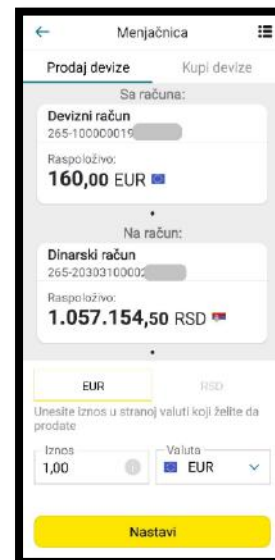 Menjačnica
Prodaj devize
Kupi devize
Sa računa:
Devizni račun
265-100000019
Raspoloživo:
160,00 EUR
Na račun:
Dinarski račun
265-20303100002
Raspoloživo:
1.057.154,50 RSD
EUR
RSD
Unesite iznos u stranoj valuti koji želite da
prodate
Iznos
1,00
Valuta
EUR
Nastavi